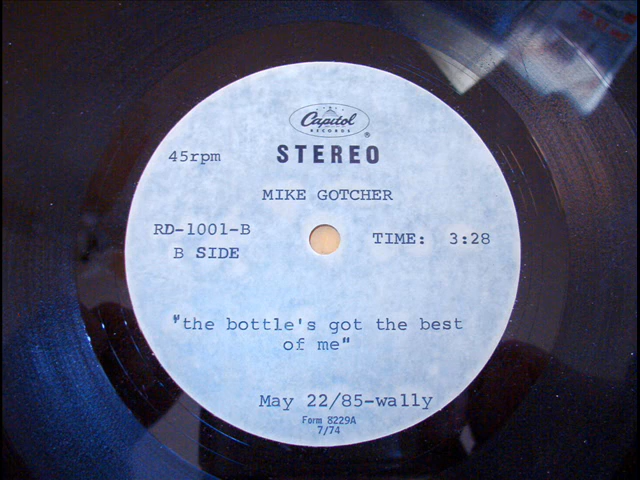 Capitol
RECORDS
®
STEREO
45rpm
MIKE GOTCHER
RD-1001-B
B SIDE
TIME: 3:28
"the bottle's got the best
of me"
May 22/85-wally
Form 8229A
7/74